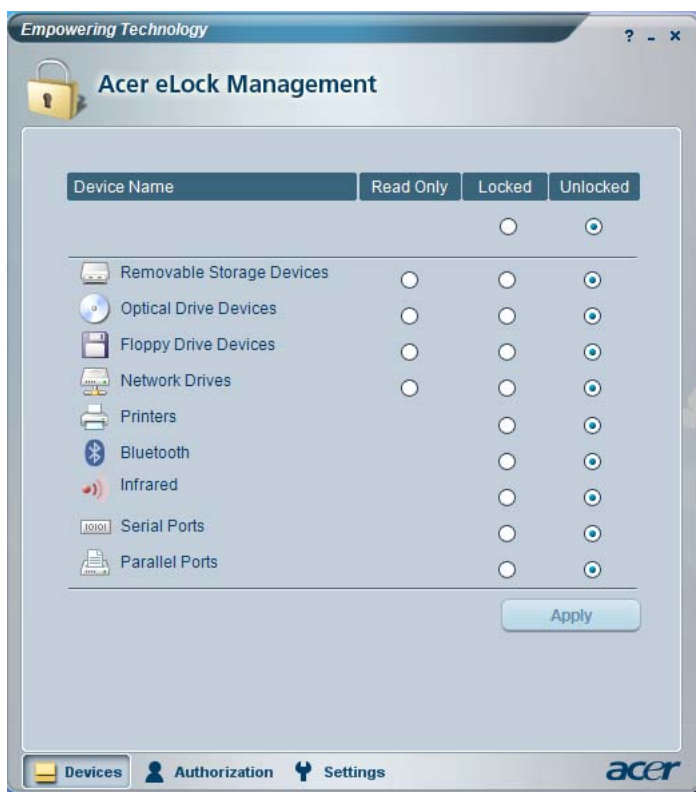 Empowering Technology
? - ×
Acer eLock Management
Device Name Read Only Locked Unlocked
Removable Storage Devices
Optical Drive Devices
Floppy Drive Devices
Network Drives
Printers
Bluetooth
Infrared
10101 Serial Ports
Parallel Ports
Apply
Devices Authorization Settings acer